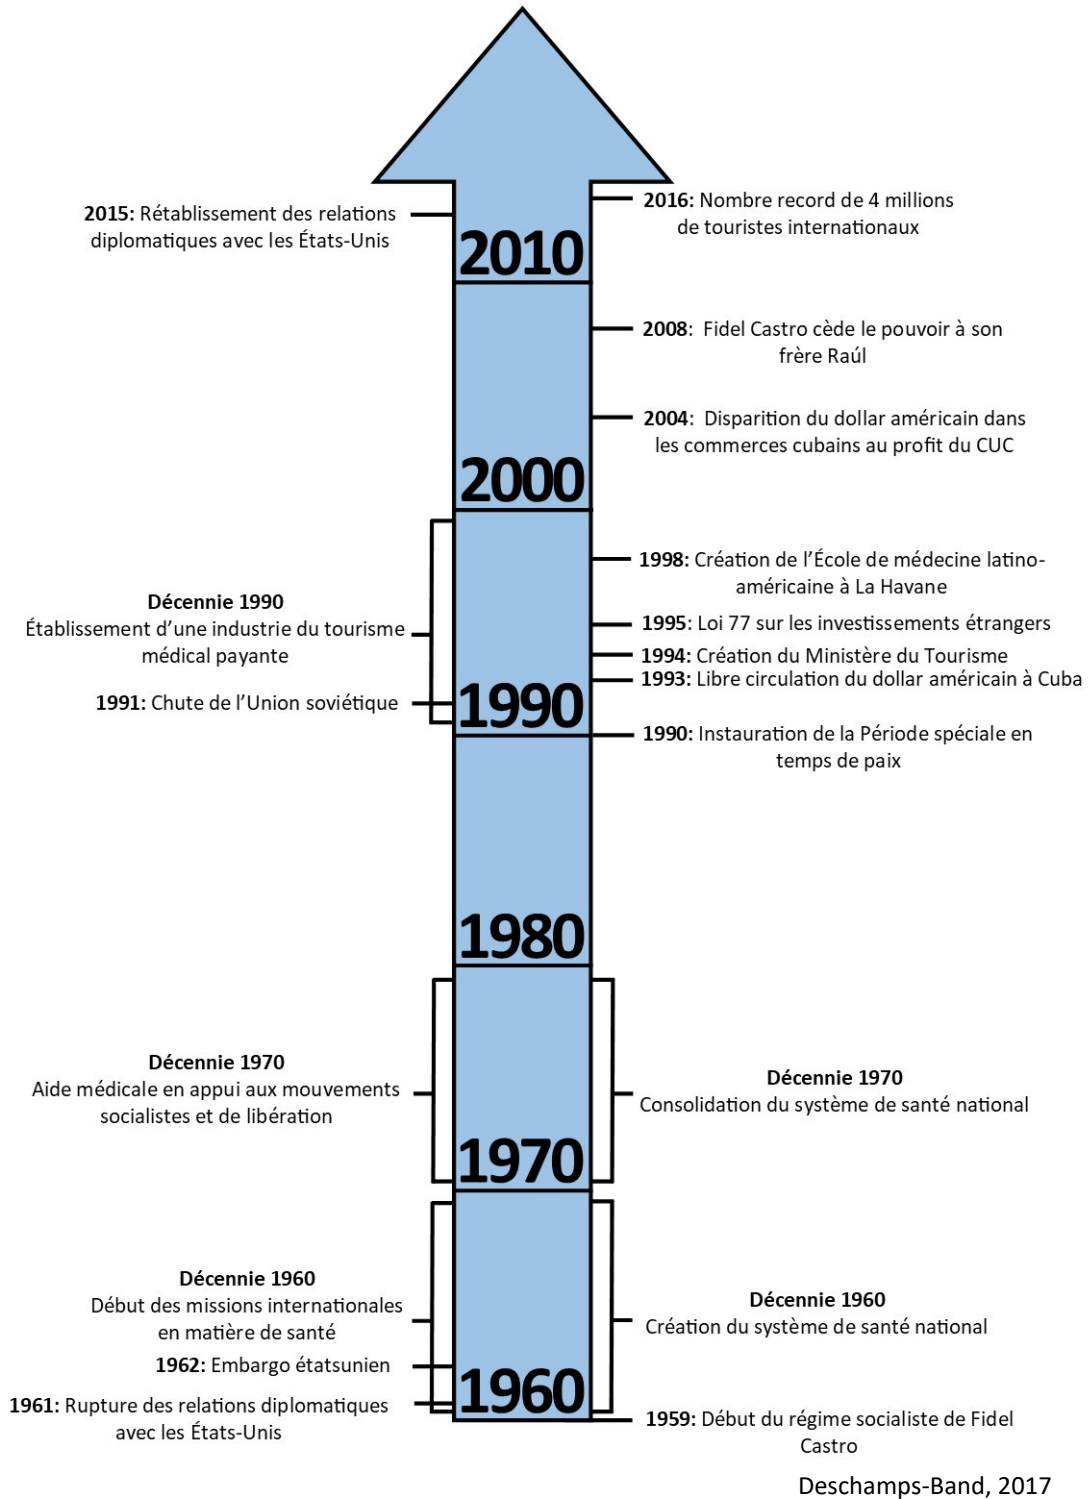 2015: Rétablissement des relations
diplomatiques avec les États-Unis
2016: Nombre record de 4 millions
de touristes internationaux
2010
2008:  Fidel Castro cède le pouvoir à son
frère Raúl
2004:  Disparition du dollar américain dans
les commerces cubains au profit du CUC
2000
1998: Création de l’École de médecine latino-
américaine à La Havane
Décennie 1990
Établissement d’une industrie du tourisme
médical payante
1995: Loi 77 sur les investissements étrangers
1994: Création du Ministère du Tourisme
1993: Libre circulation du dollar américain à Cuba
1991: Chute de l’Union soviétique
1990
1990: Instauration de la Période spéciale en
temps de paix
1980
Décennie 1970
Aide médicale en appui aux mouvements
socialistes et de libération
Décennie 1970
Consolidation du système de santé national
1970
Décennie 1960
Début des missions internationales
en matière de santé
Décennie 1960
Création du système de santé national
1962: Embargo étatsunien
1961: Rupture des relations diplomatiques
avec les États-Unis
1960
1959: Début du régime socialiste de Fidel
Castro
Deschamps-Band, 2017